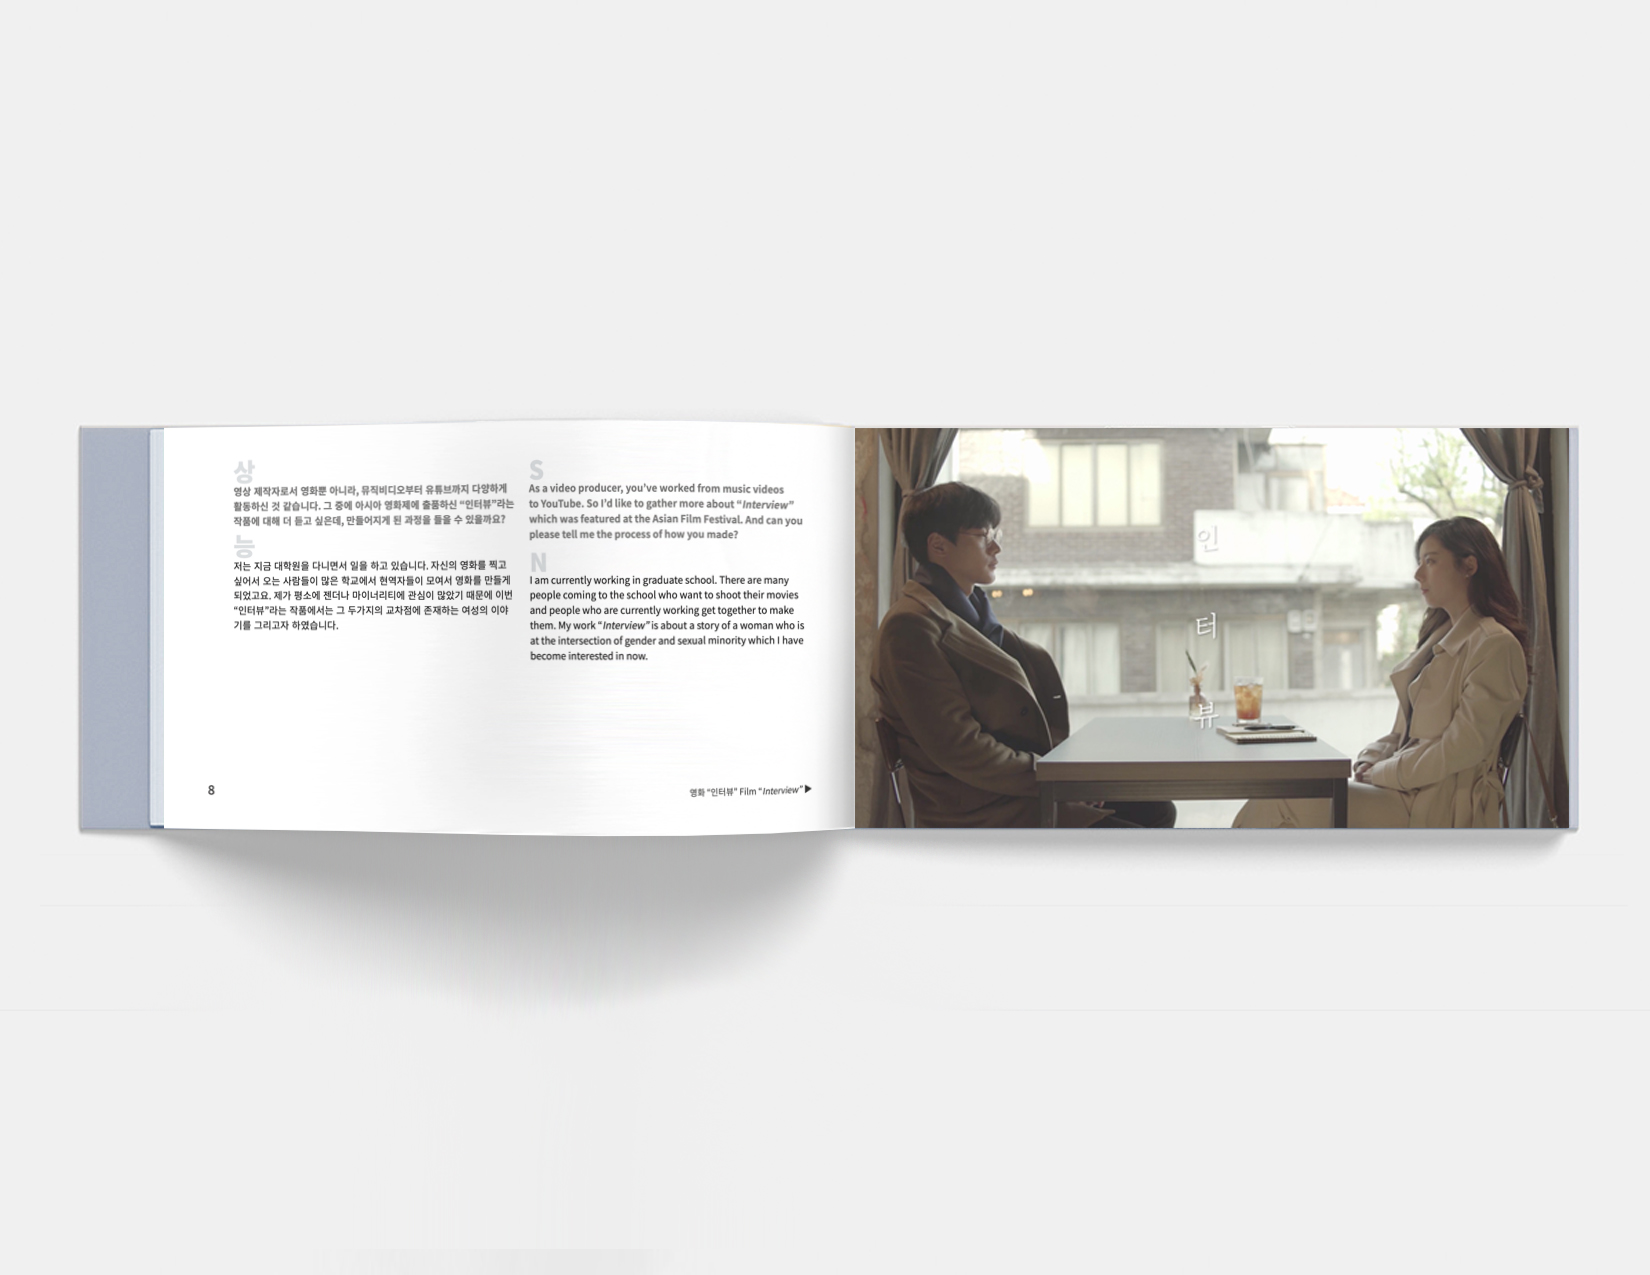 상
영상 제작자로서 영화뿐 아니라, 뮤직비디오부터 유튜브까지 다양하게
활동하신 것 같습니다. 그 중에 아시아 영화제에 출품하신 “인터뷰”라는
작품에 대해 더 듣고 싶은데, 만들어지게 된 과정을 들을 수 있을까요?
능
저는 지금 대학원을 다니면서 일을 하고 있습니다. 자신의 영화를 찍고
싶어서 오는 사람들이 많은 학교에서 현역자들이 모여서 영화를 만들게
되었고요. 제가 평소에 젠더나 마이너리티에 관심이 많았기 때문에 이번
“인터뷰”라는 작품에서는 그 두가지의 교차점에 존재하는 여성의 이야
기를 그리고자 하였습니다.
S
As a video producer, you’ve worked from music videos
to YouTube. So I’d like to gather more about “Interview”
which was featured at the Asian Film Festival. And can you
please tell me the process of how you made?
N
I am currently working in graduate school. There are many
people coming to the school who want to shoot their movies
and people who are currently working get together to make
them. My work “Interview” is about a story of a woman who is
at the intersection of gender and sexual minority which I have
become interested in now.
8
영화 “인터뷰” Film “Interview” ▶
인
터
뷰